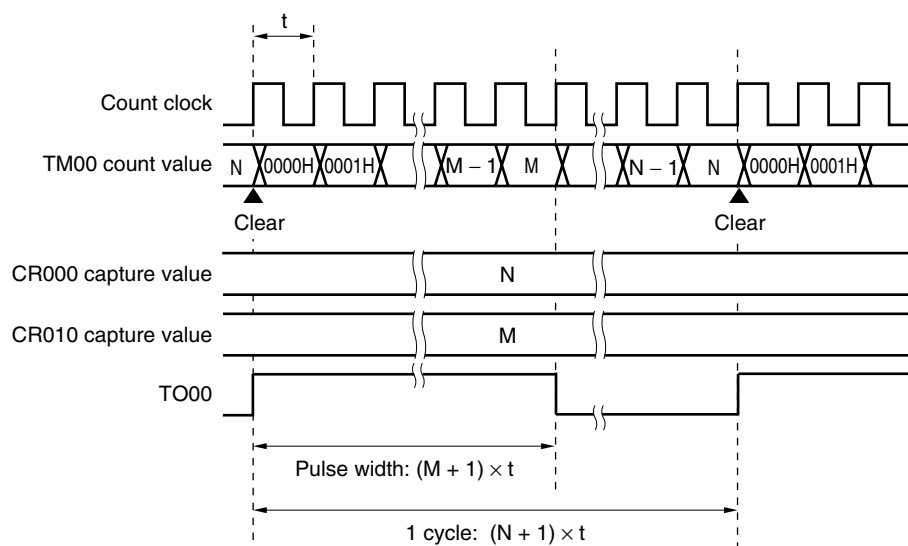 t
Count clock
TM00 count value
N 0000H 0001H M − 1 M N − 1 N 0000H 0001H
Clear Clear
CR000 capture value N
CR010 capture value M
TO00
Pulse width: (M + 1) × t
1 cycle: (N + 1) × t